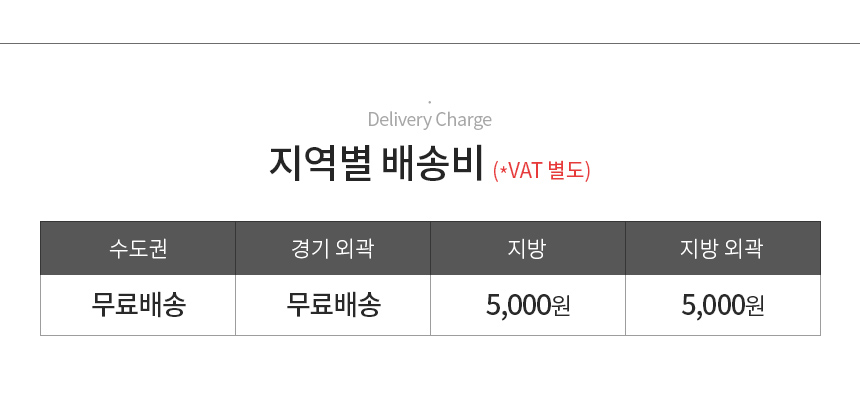 Delivery Charge
지역별 배송비 (*VAT 별도)
수도권 경기 외곽 지방 지방 외곽
무료배송 무료배송 5,000원 5,000원